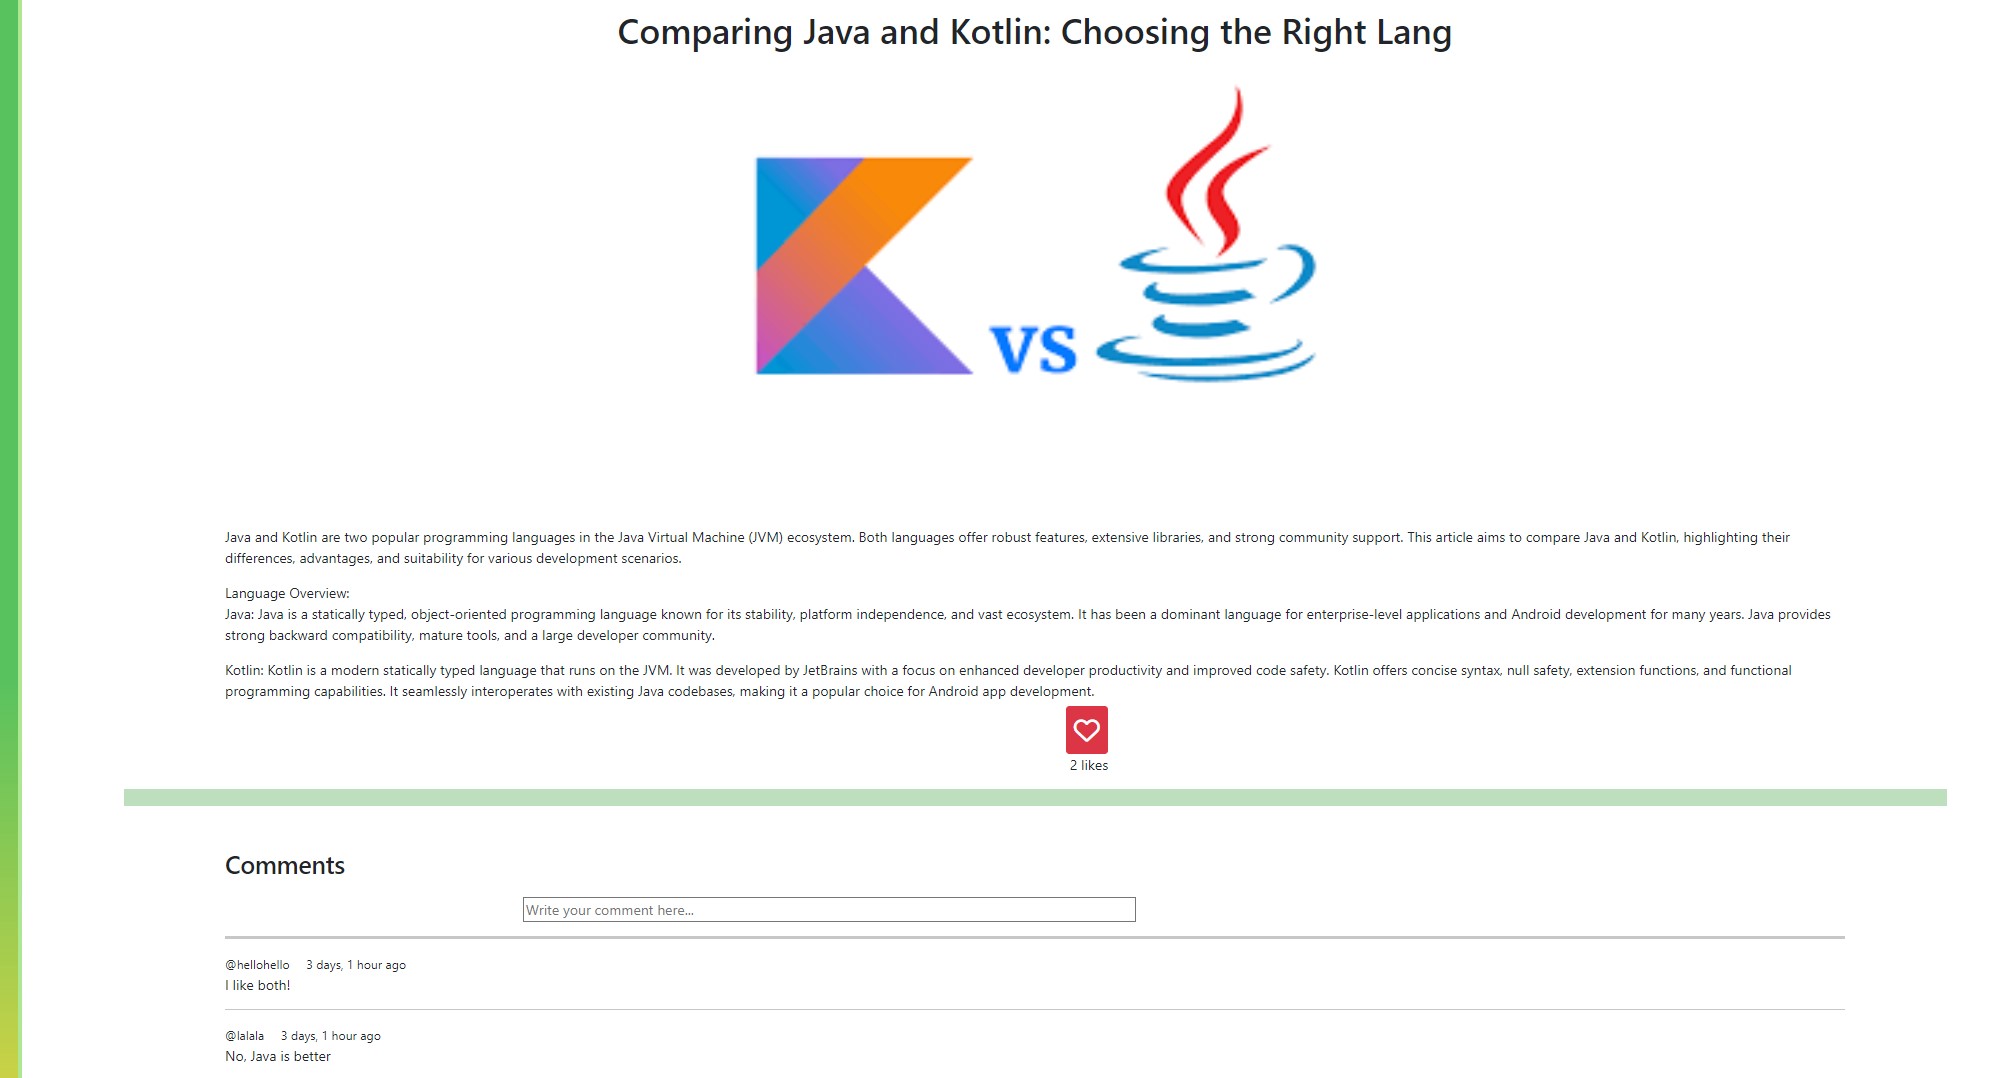 Comparing Java and Kotlin: Choosing the Right Lang
VS
Java and Kotlin are two popular programming languages in the Java Virtual Machine (JVM) ecosystem. Both languages offer robust features, extensive libraries, and strong community support. This article aims to compare Java and Kotlin, highlighting their
differences, advantages, and suitability for various development scenarios.
Language Overview:
Java: Java is a statically typed, object-oriented programming language known for its stability, platform independence, and vast ecosystem. It has been a dominant language for enterprise-level applications and Android development for many years. Java provides
strong backward compatibility, mature tools, and a large developer community.
Kotlin: Kotlin is a modern statically typed language that runs on the JVM. It was developed by JetBrains with a focus on enhanced developer productivity and improved code safety. Kotlin offers concise syntax, null safety, extension functions, and functional
programming capabilities. It seamlessly interoperates with existing Java codebases, making it a popular choice for Android app development.
2 likes
Comments
Write your comment here...
@hellohello 3 days, 1 hour ago
I like both!
@lalala 3 days, 1 hour ago
No, Java is better